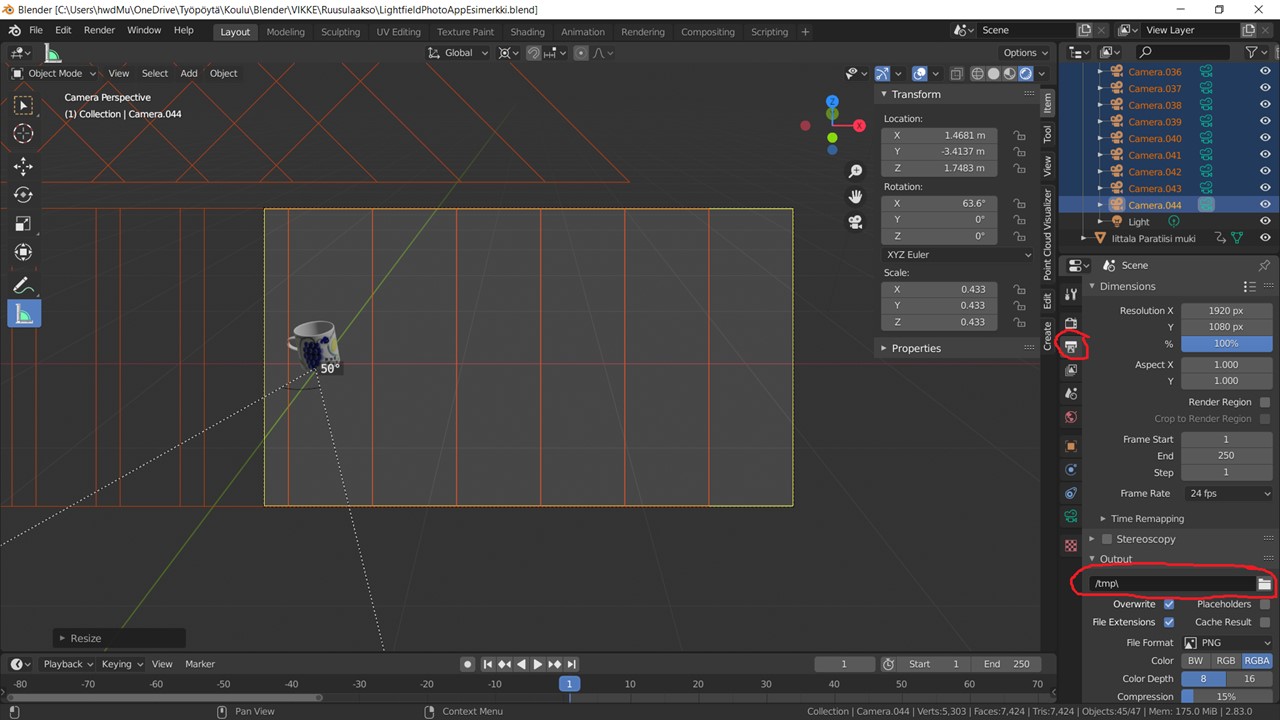 Blender [C:\Users\hwdMu\OneDrive\Työpöytä\Koulu\Blender\VIKKE\Ruusulaakso\LightfieldPhotoAppEsimerkki.blend]
File Edit Render Window Help Layout Modeling Sculpting UV Editing Texture Paint Shading Animation Rendering Compositing Scripting + Scene View Layer
Global Options
Object Mode View Select Add Object
Camera Perspective
(1) Collection | Camera.044
Z
X
50°
Resize
Transform
Location:
X 1.4681 m
Y -3.4137 m
Z 1.7483 m
Rotation:
X 63.6°
Y 0°
Z 0°
XYZ Euler
Scale:
X 0.433
Y 0.433
Z 0.433
Properties
Item
Tool
View
Point Cloud Visualizer
Edit
Create
Camera.036
Camera.037
Camera.038
Camera.039
Camera.040
Camera.041
Camera.042
Camera.043
Camera.044
Light
Iittala Paratiisi muki
Scene
Dimensions
Resolution X 1920 px
Y 1080 px
% 100%
Aspect X 1.000
Y 1.000
Render Region
Crop to Render Region
Frame Start 1
End 250
Step 1
Frame Rate 24 fps
Time Remapping
Stereoscopy
Output
/tmp\
Overwrite Placeholders
File Extensions Cache Result
File Format PNG
Color BW RGB RGBA
Color Depth 8 16
Compression 15%
Playback Keying View Marker 1 Start 1 End 250
-80 -70 -60 -50 -40 -30 -20 -10 1 10 20 30 40 50 60 70
Pan View Context Menu Collection | Camera.044 | Verts:5,303 | Faces:7,424 | Tris:7,424 | Objects:45/47 | Mem: 175.0 MiB | 2.83.0